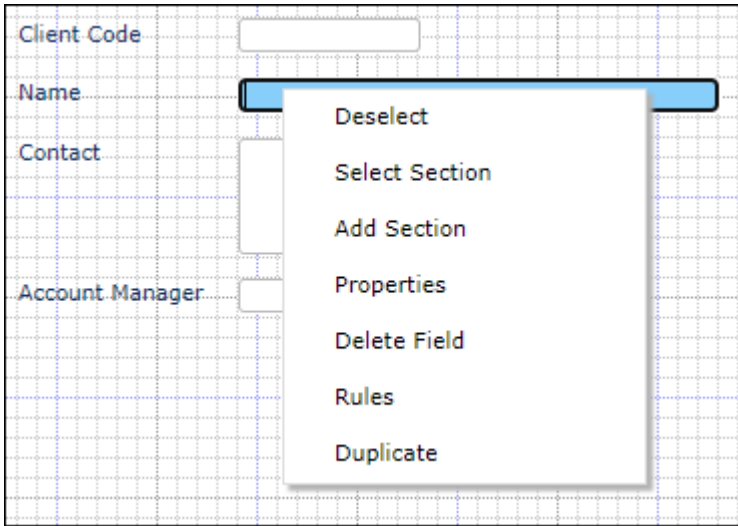 Client Code
Name
Deselect
Contact
Select Section
Add Section
Account Manager
Properties
Delete Field
Rules
Duplicate